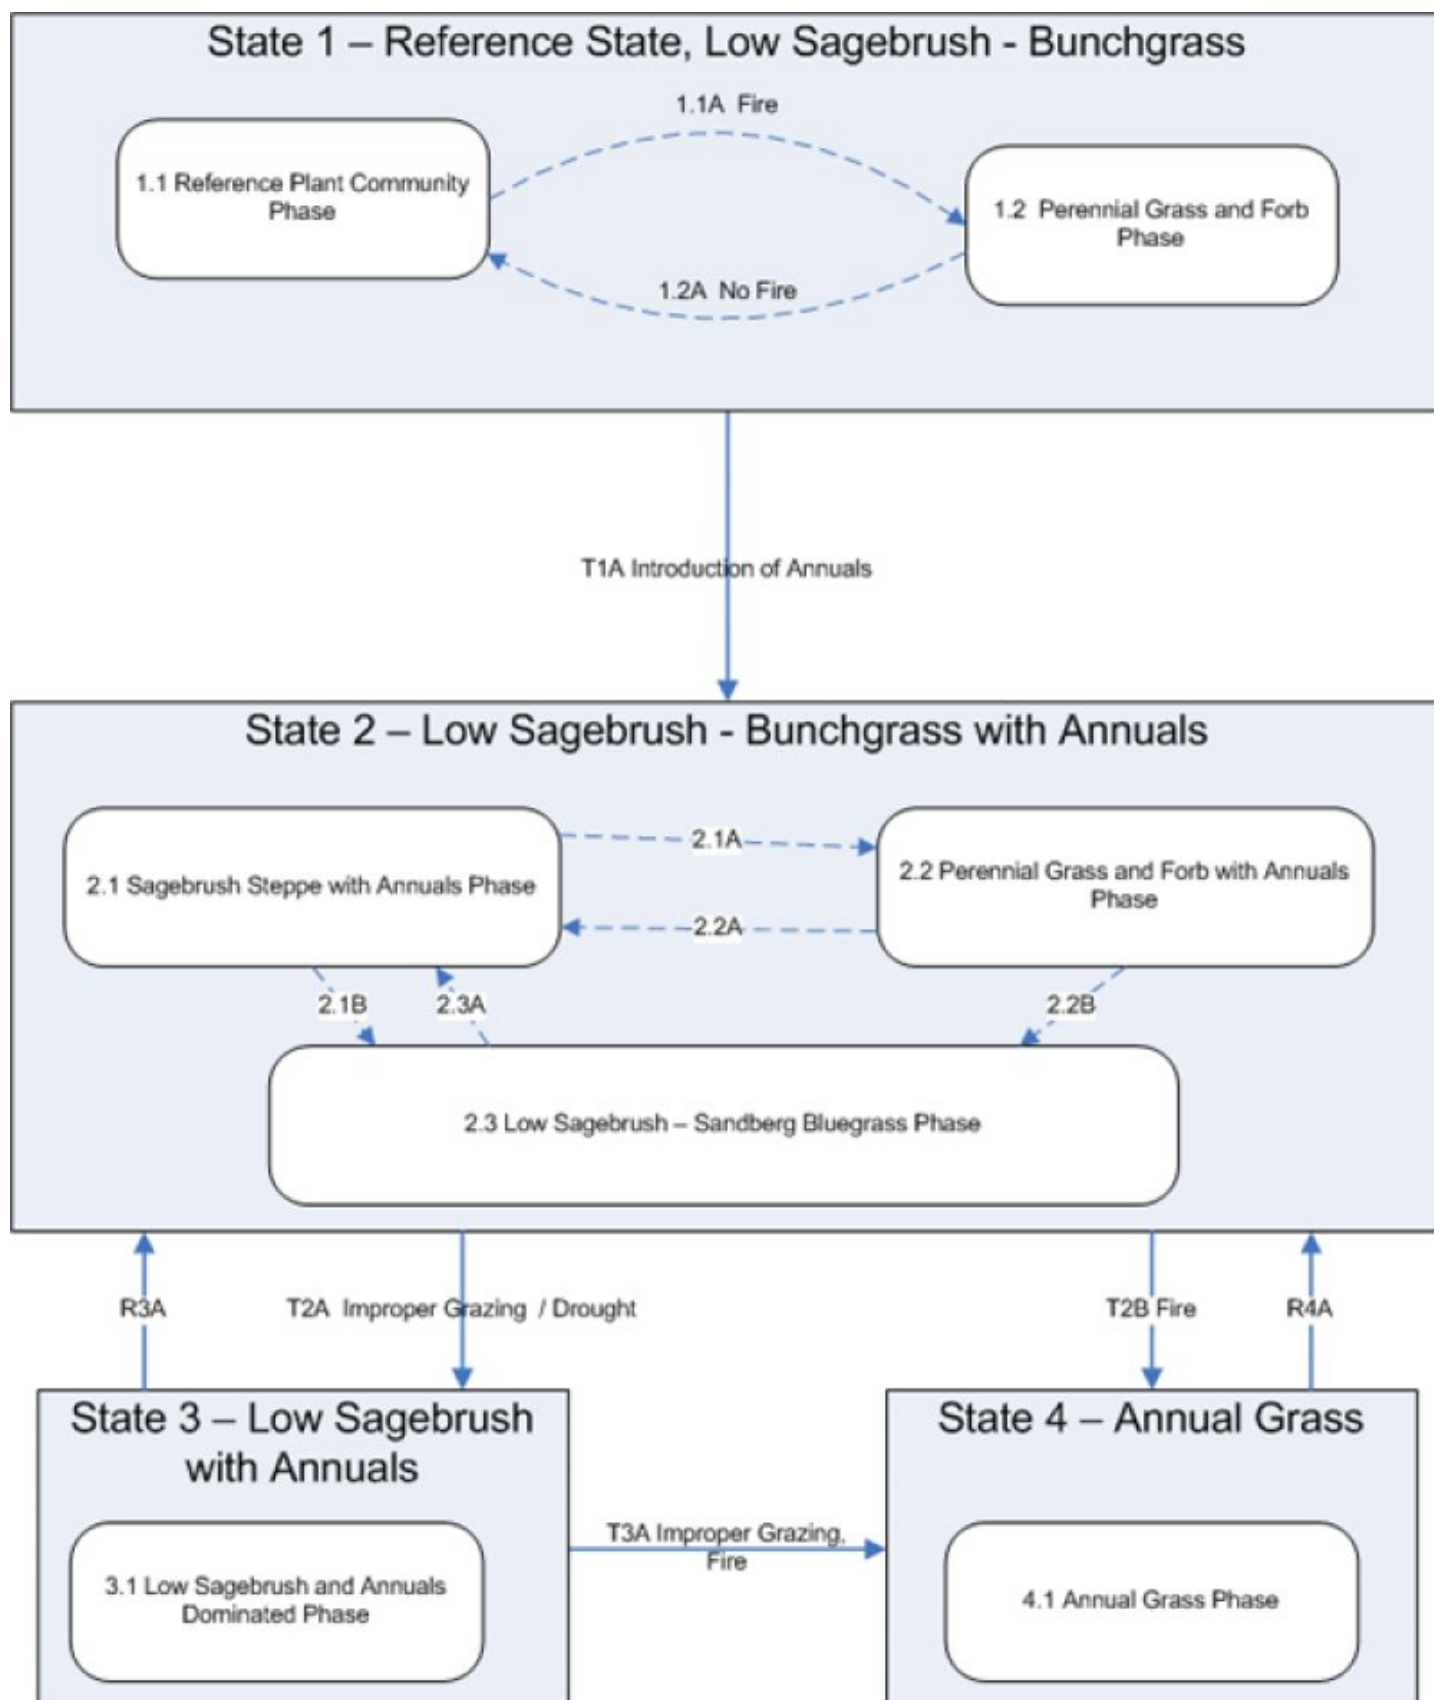 State 1 – Reference State, Low Sagebrush - Bunchgrass
1.1A  Fire
1.1 Reference Plant Community
Phase
1.2  Perennial Grass and Forb
Phase
1.2A  No Fire
T1A Introduction of Annuals
State 2 – Low Sagebrush - Bunchgrass with Annuals
2.1A
2.1 Sagebrush Steppe with Annuals Phase
2.2 Perennial Grass and Forb with Annuals
Phase
2.2A
2.1B
2.3A
2.2B
2.3 Low Sagebrush – Sandberg Bluegrass Phase
R3A
T2A  Improper Grazing  / Drought
T2B Fire
R4A
State 3 – Low Sagebrush
with Annuals
State 4 – Annual Grass
T3A Improper Grazing,
Fire
3.1 Low Sagebrush and Annuals
Dominated Phase
4.1 Annual Grass Phase